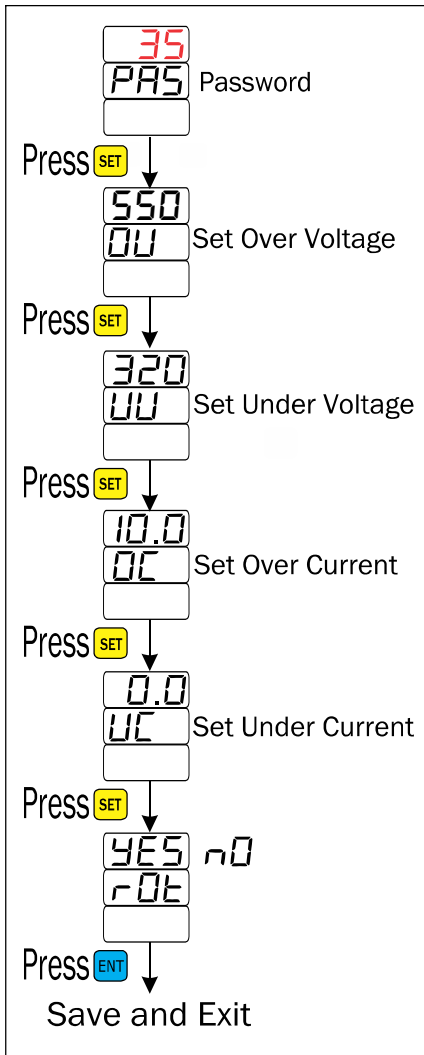 35
PAS Password
Press SET
550
OU Set Over Voltage
Press SET
320
UU Set Under Voltage
Press SET
10.0
OC Set Over Current
Press SET
0.0
UC Set Under Current
Press SET
YES nO
rOt
Press ENT
Save and Exit